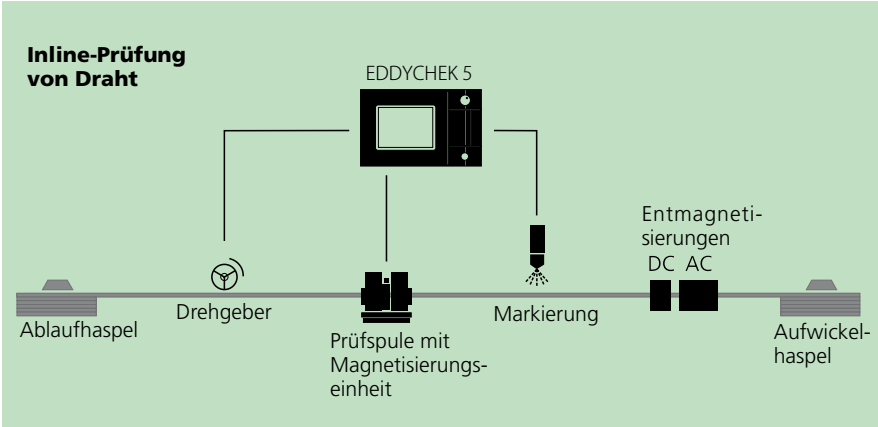 Inline-Prüfung
von Draht
EDDYCHEK 5
Entmagneti-
sierungen
DC AC
Ablaufhaspel
Drehgeber
Prüfspule mit
Magnetisierungs-
einheit
Markierung
Aufwickel-
haspel